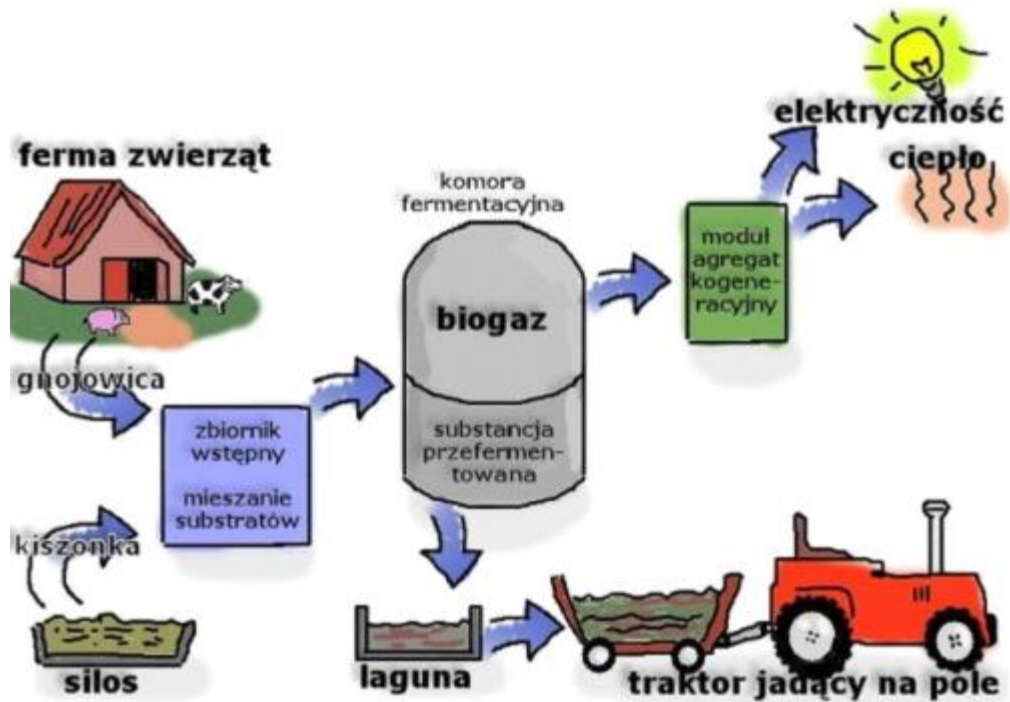 elektryczność
ciepło
ferma zwierząt
komora
fermentacyjna
moduł
agregat
kogene-
racyjny
biogaz
gnojowica
zbiornik
wstępny
mieszanie
substratów
substancja
przefermen-
towana
kiszonka
silos
laguna
traktor jadący na pole